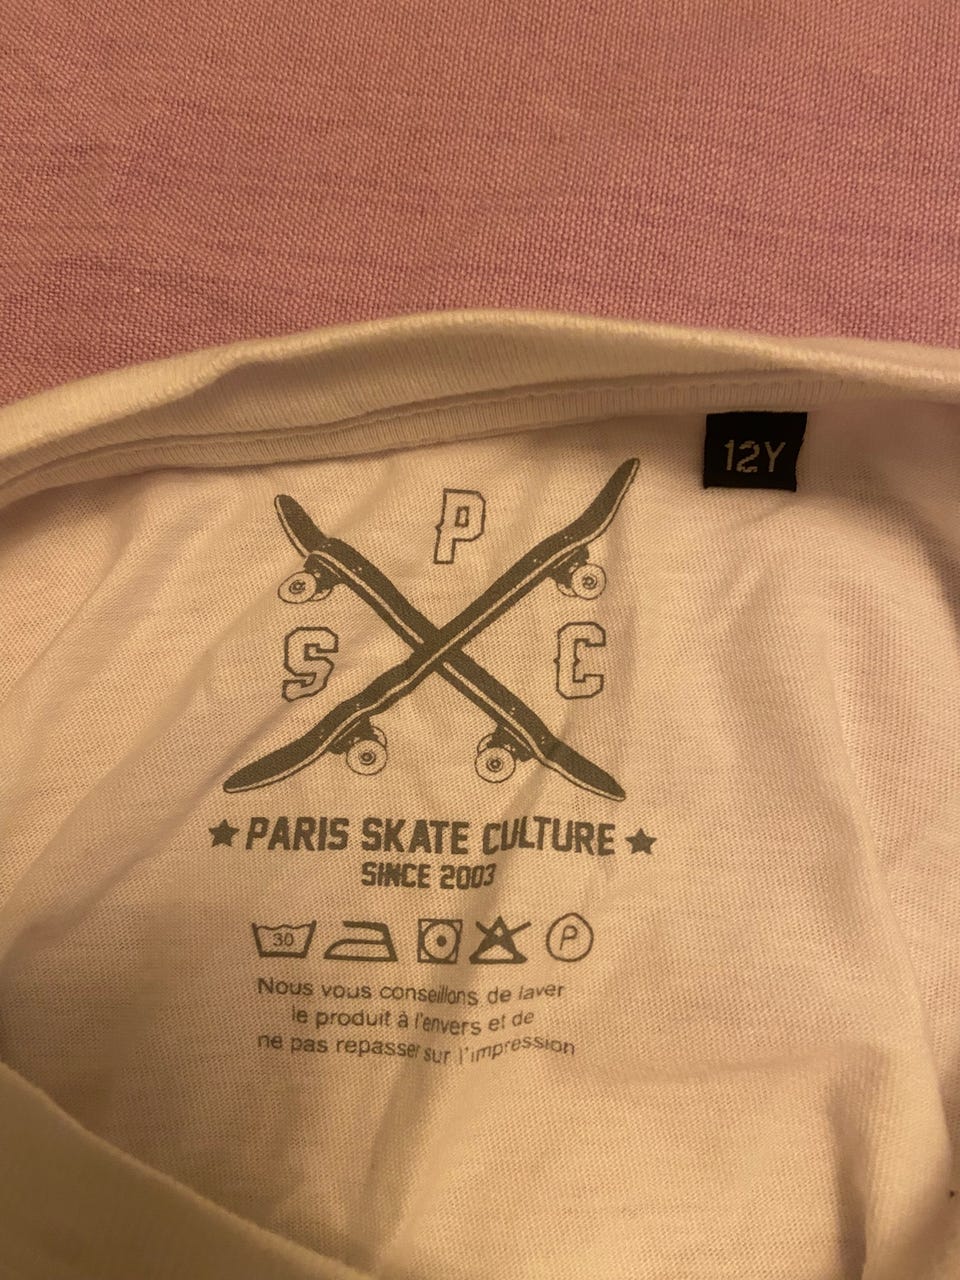 12Y
P
S C
PARIS SKATE CULTURE
SINCE 2003
30 P
Nous vous conseillons de laver
le produit à l'envers et de
ne pas repasser sur l'impression